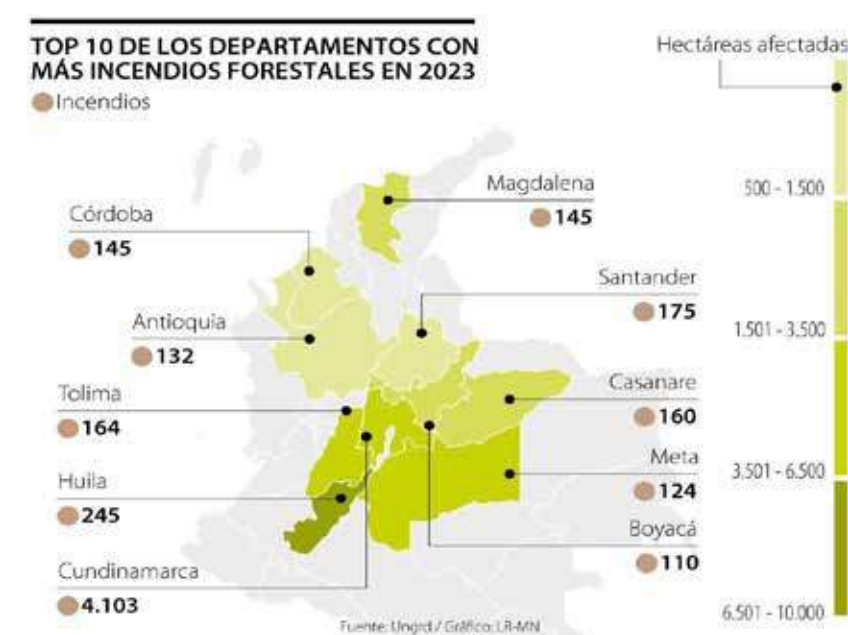 TOP 10 DE LOS DEPARTAMENTOS CON
MÁS INCENDIOS FORESTALES EN 2023
Incendios
Hectáreas afectadas
500 - 1.500
1.501 - 3.500
3.501 - 6.500
6.501 - 10.000
Magdalena
145
Córdoba
145
Santander
175
Antioquia
132
Casanare
160
Tolima
164
Meta
124
Huila
245
Boyacá
110
Cundinamarca
4.103
Fuente: Ungrd / Gráfico: LR-MN